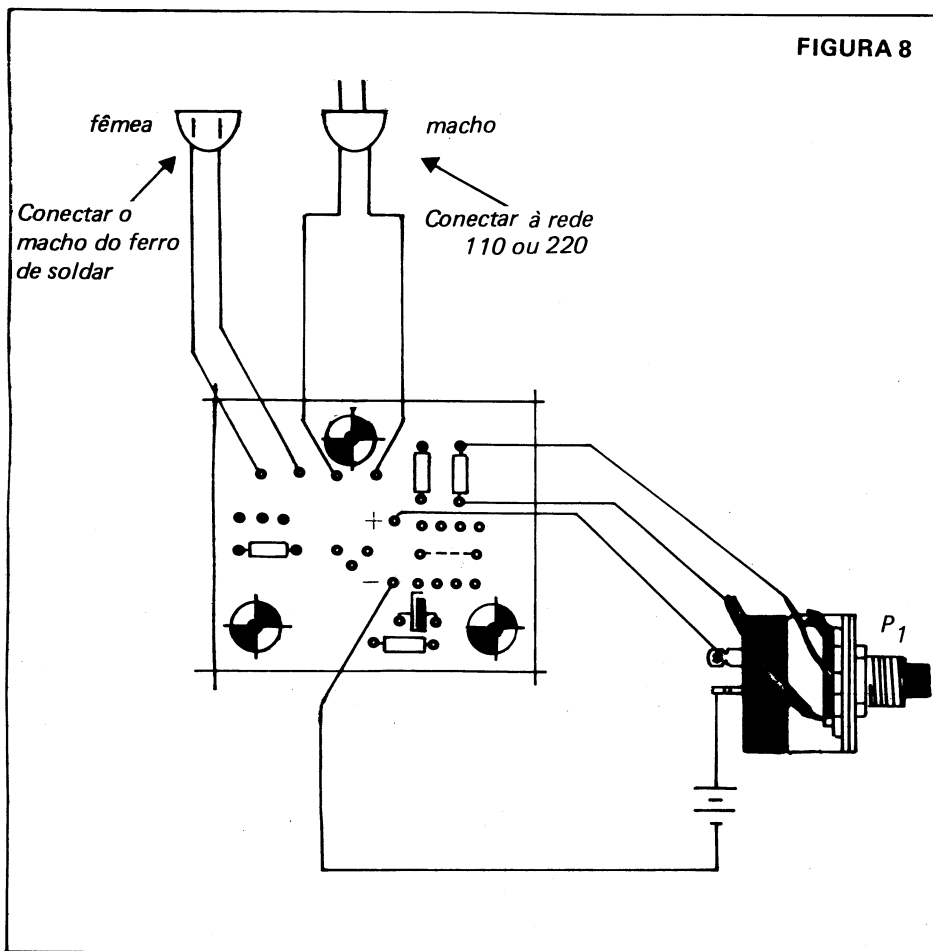 FIGURA 8
fêmea
macho
Conectar o
macho do ferro
de soldar
Conectar à rede
110 ou 220
+
−
P1